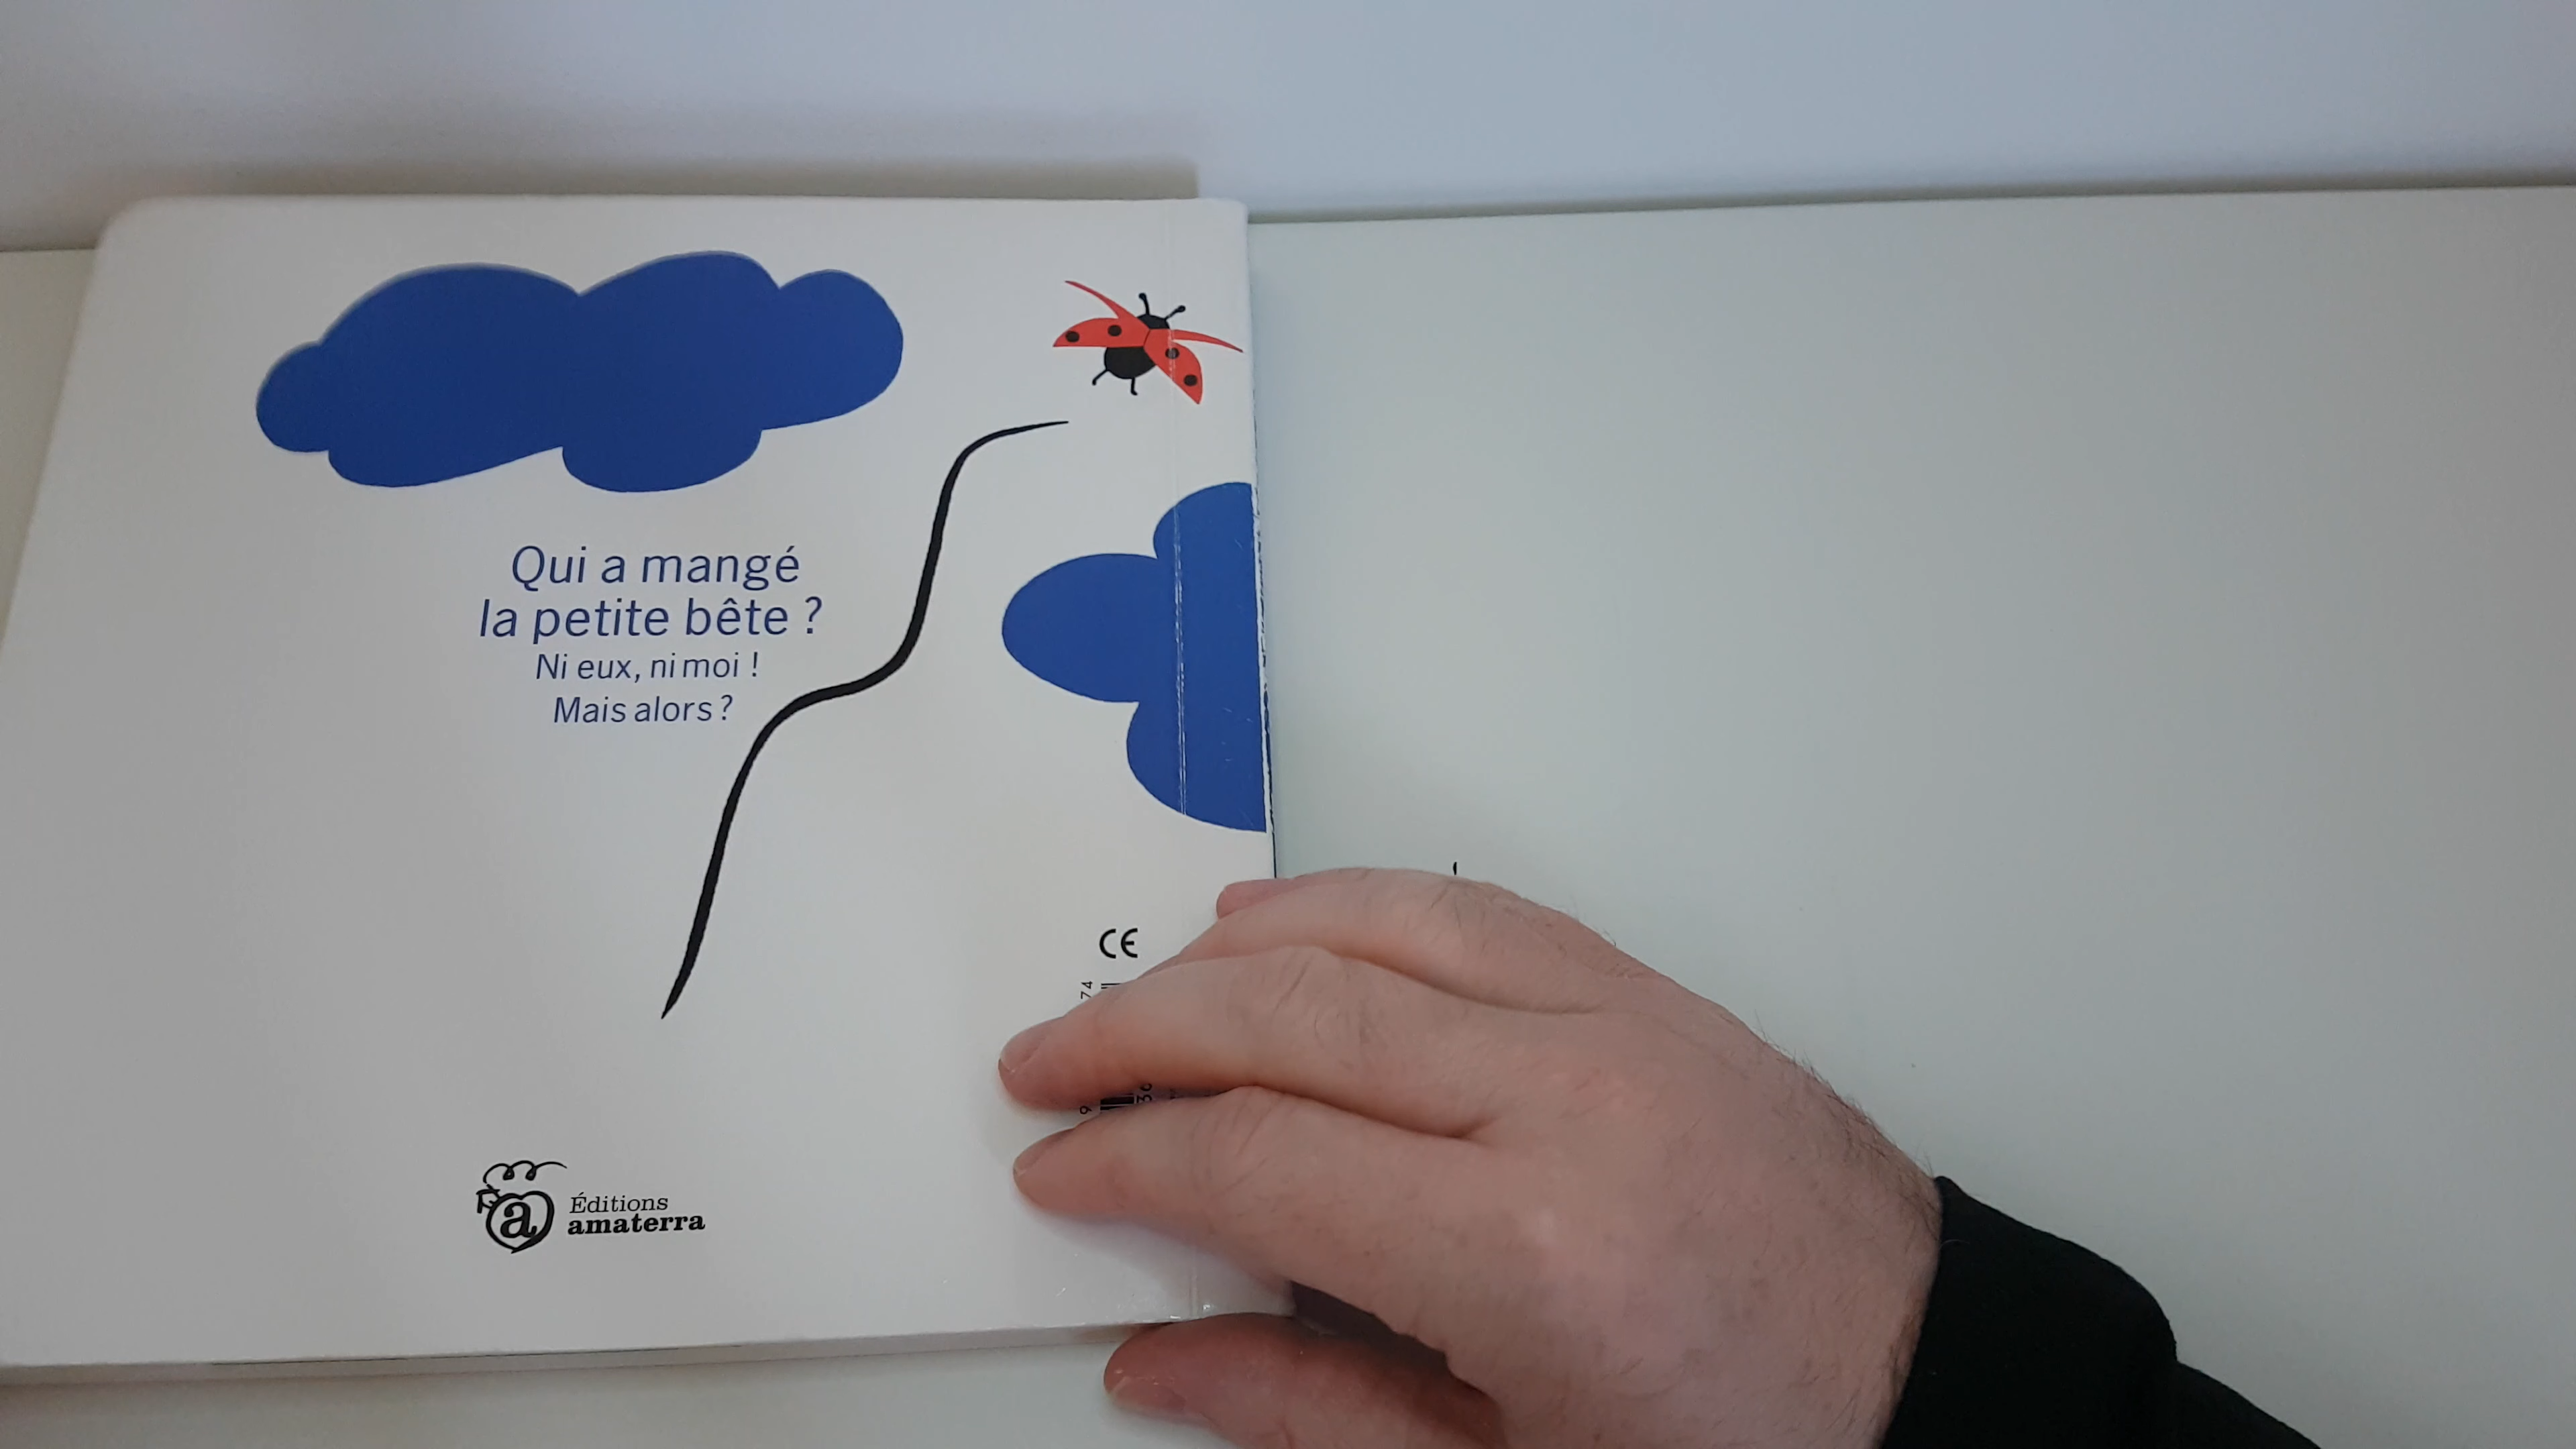 Qui a mangé
la petite bête ?
Ni eux, ni moi !
Mais alors ?
CE
Éditions
amaterra